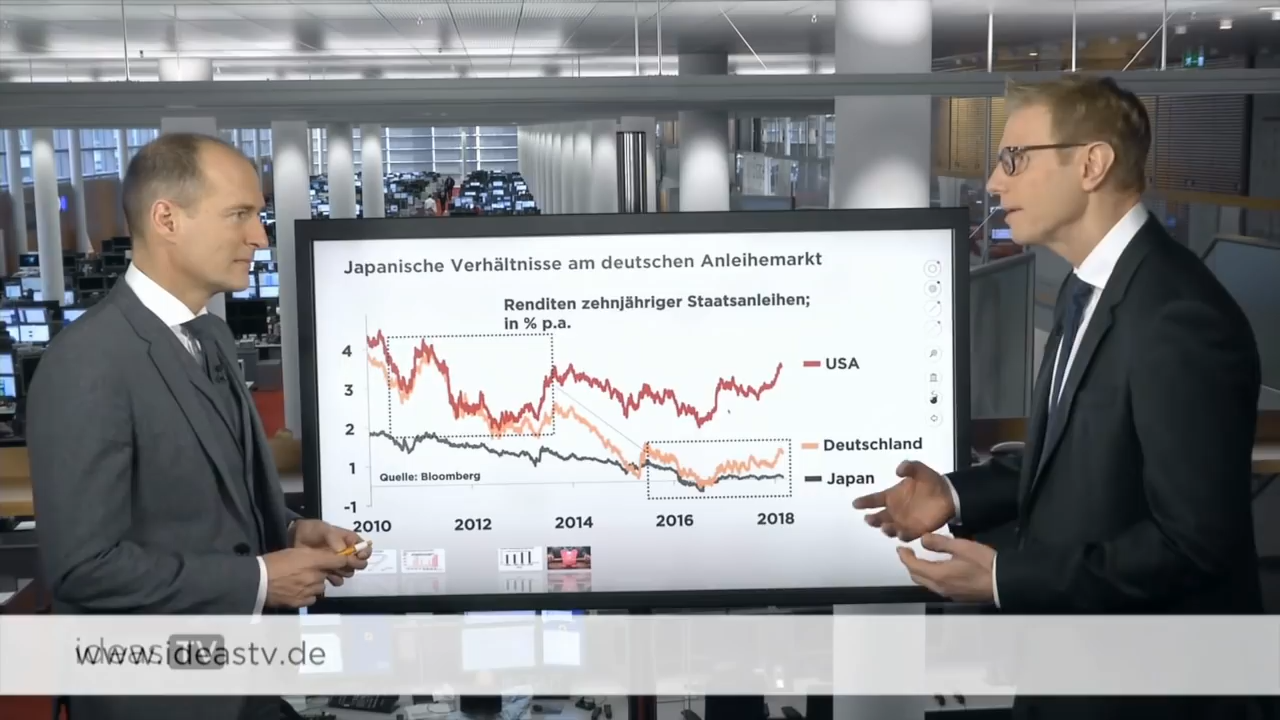 Japanische Verhältnisse am deutschen Anleihemarkt
Renditen zehnjähriger Staatsanleihen;
in % p.a.
4
3
2
1
-1
USA
Deutschland
Japan
Quelle: Bloomberg
2010
2012
2014
2016
2018
ideasTV
www.ideastv.de